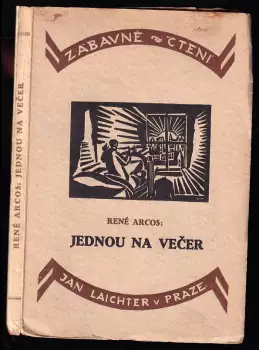 ZÁBAVNÉ ČTENÍ
RENÉ ARCOS:
JEDNOU NA VEČER
JAN LAICHTER V PRAZE
RENÉ ARCOS: JEDNOU NA VEČER